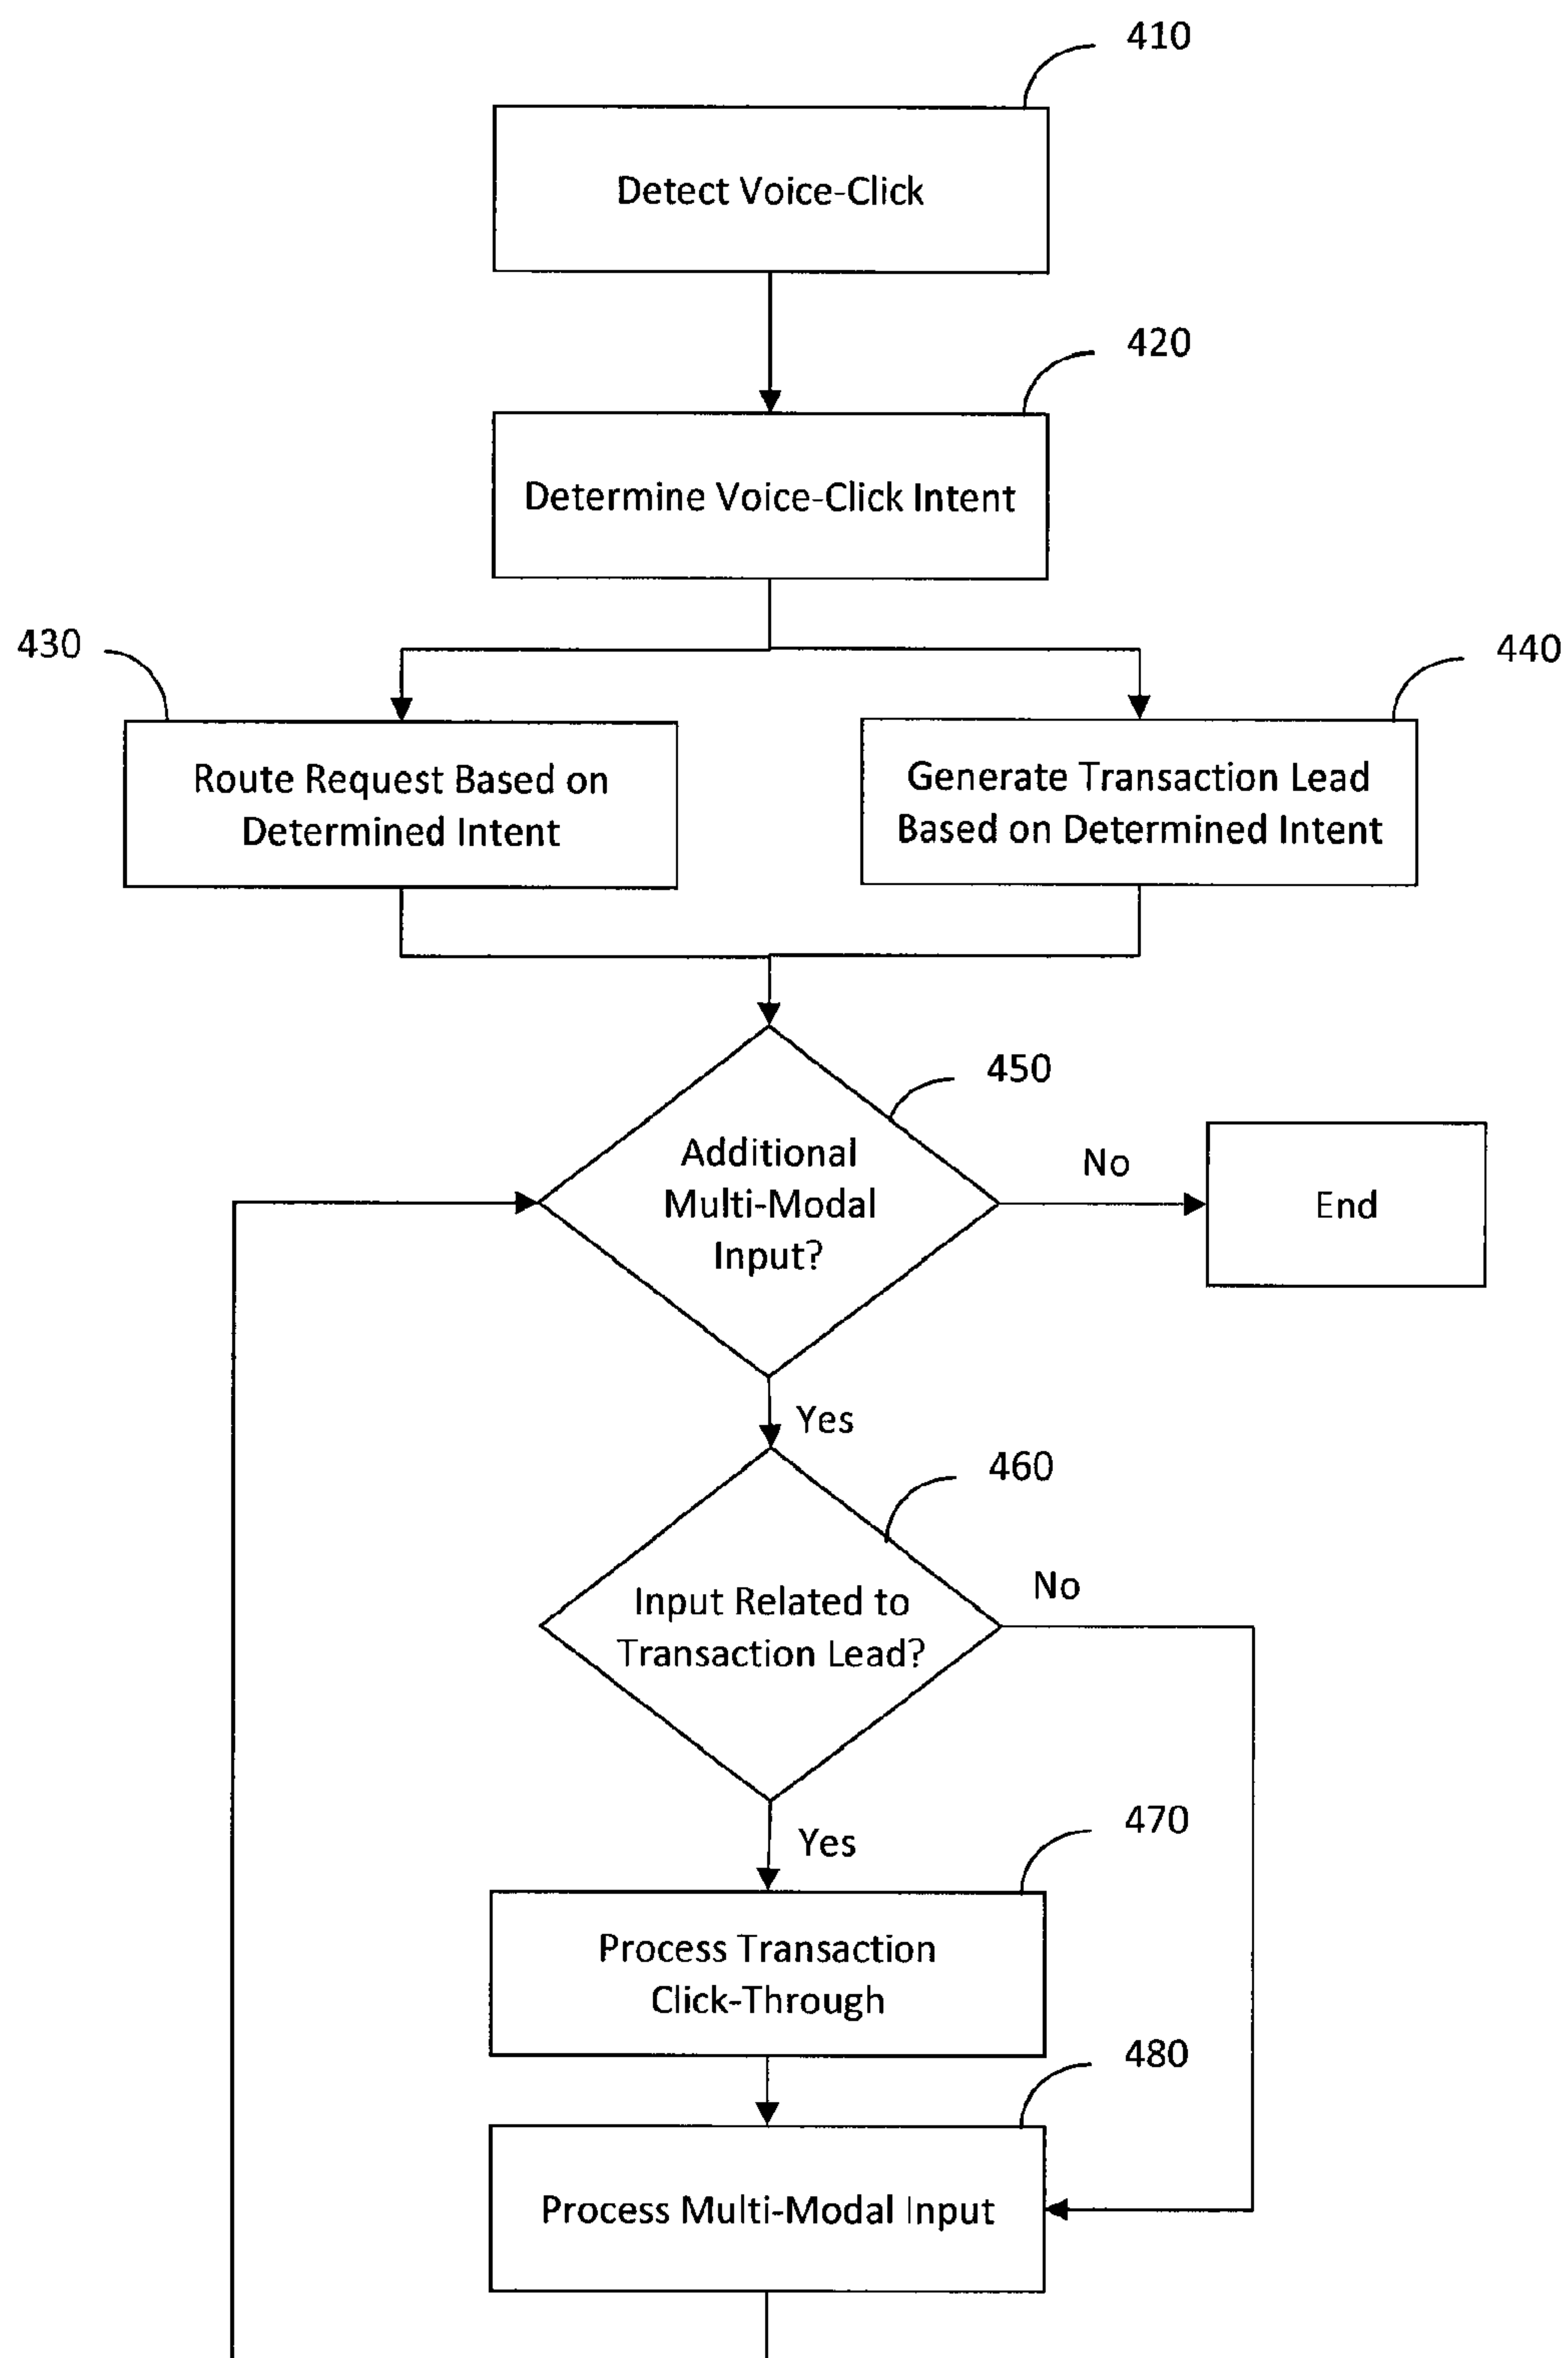 410
Detect Voice-Click
420
Determine Voice-Click Intent
430
440
Route Request Based on
Determined Intent
Generate Transaction Lead
Based on Determined Intent
450
Additional
Multi-Modal
Input?
No
End
Yes
460
Input Related to
Transaction Lead?
No
Yes
470
Process Transaction
Click-Through
480
Process Multi-Modal Input